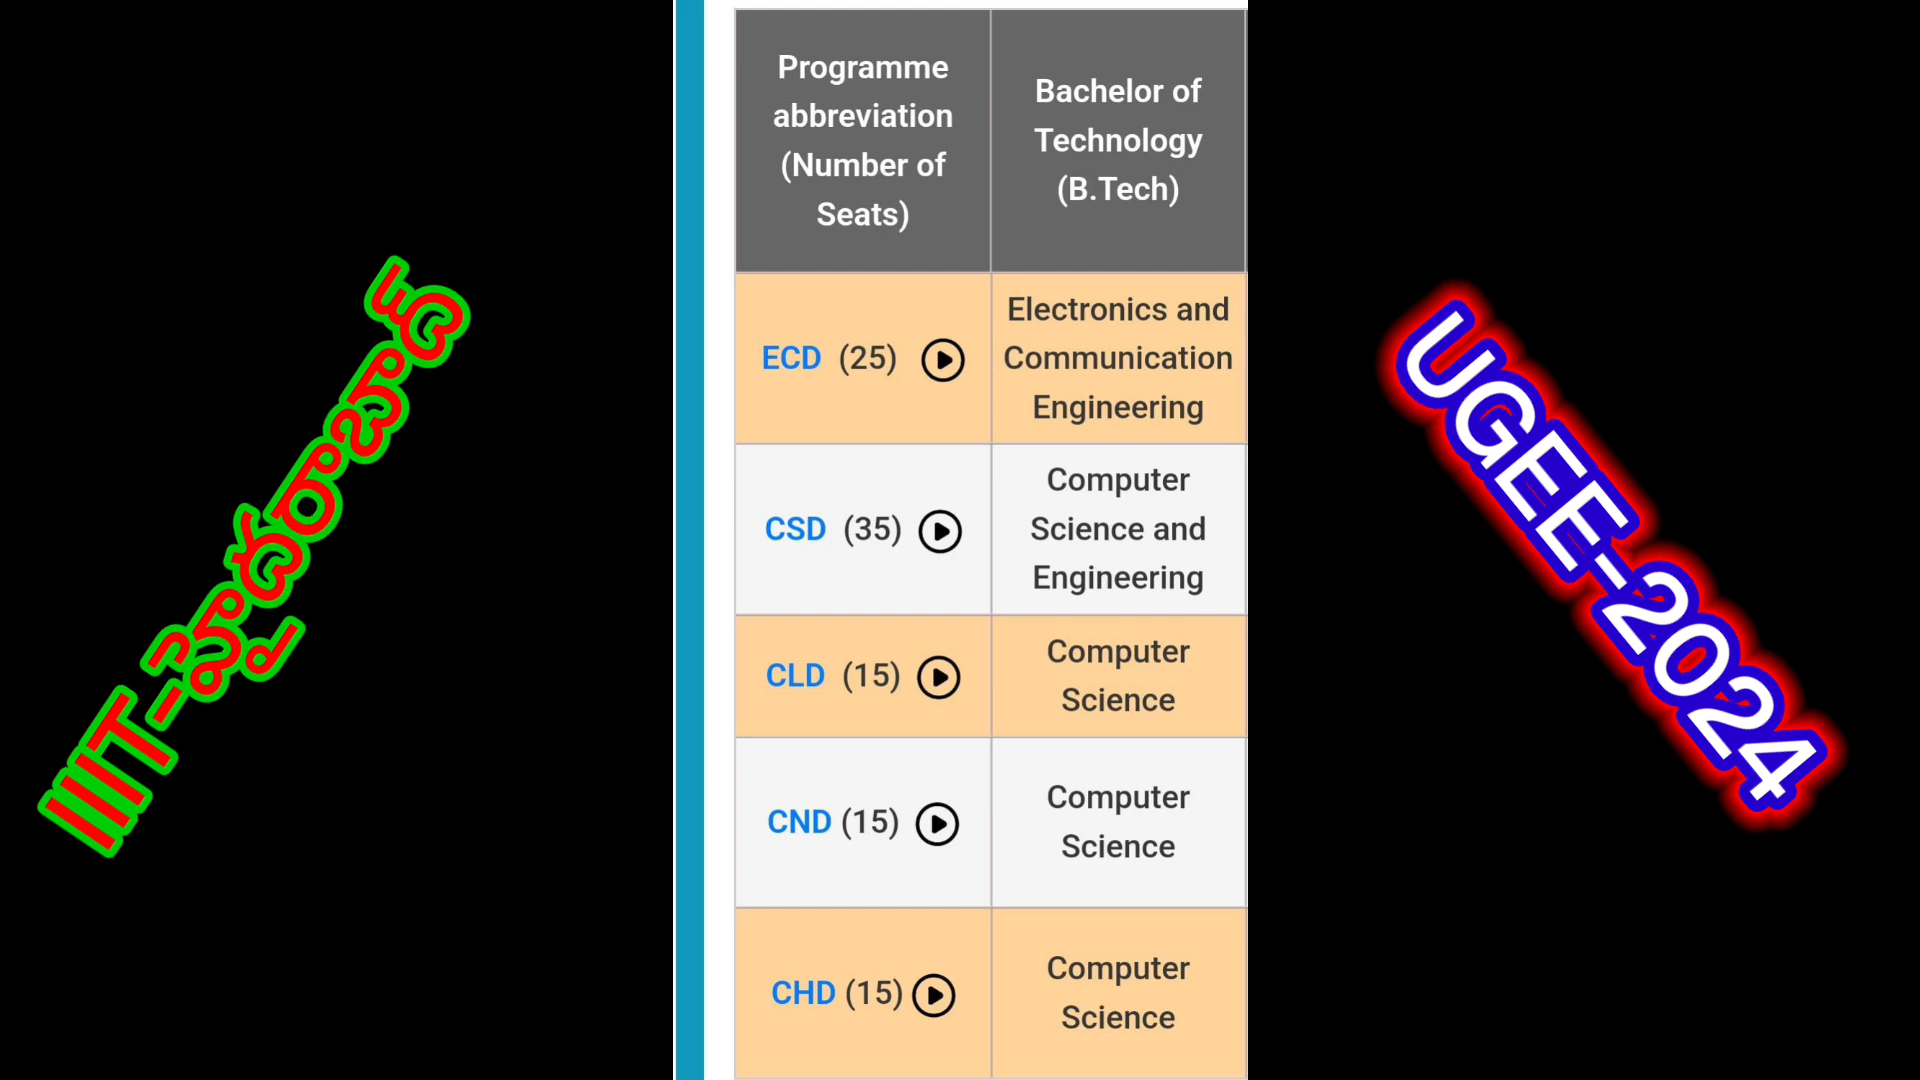 IIIT-హైదరాబాద్
Programme
abbreviation
(Number of
Seats)
Bachelor of
Technology
(B.Tech)
ECD (25)
Electronics and
Communication
Engineering
CSD (35)
Computer
Science and
Engineering
CLD (15)
Computer
Science
CND (15)
Computer
Science
CHD (15)
Computer
Science
UGEE-2024